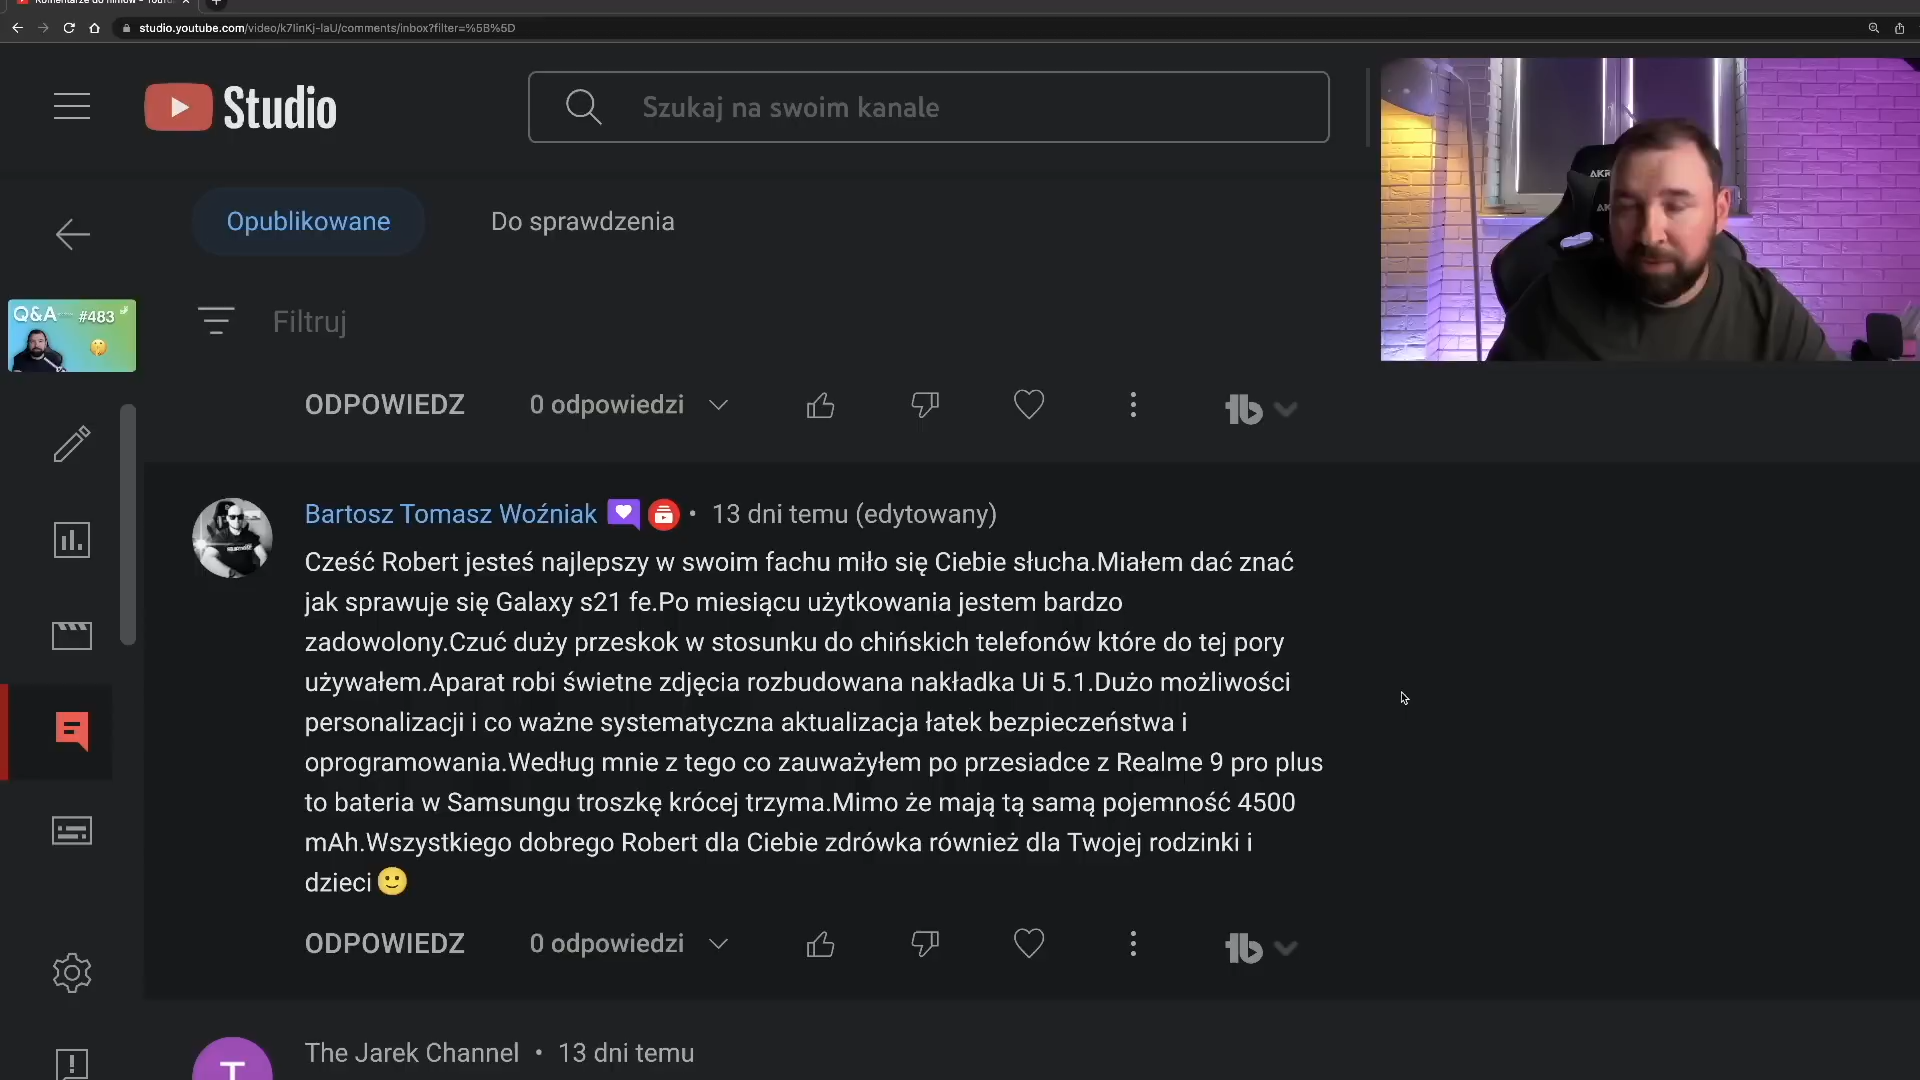 Komentarze do filmów - YouTu
studio.youtube.com/video/k7IinKj-laU/comments/inbox?filter=%5B%5D
Studio
Szukaj na swoim kanale
Opublikowane
Do sprawdzenia
Q&A #483
Filtruj
ODPOWIEDZ
0 odpowiedzi
Bartosz Tomasz Woźniak • 13 dni temu (edytowany)
Cześć Robert jesteś najlepszy w swoim fachu miło się Ciebie słucha.Miałem dać znać
jak sprawuje się Galaxy s21 fe.Po miesiącu użytkowania jestem bardzo
zadowolony.Czuć duży przeskok w stosunku do chińskich telefonów które do tej pory
używałem.Aparat robi świetne zdjęcia rozbudowana nakładka Ui 5.1.Dużo możliwości
personalizacji i co ważne systematyczna aktualizacja łatek bezpieczeństwa i
oprogramowania.Według mnie z tego co zauważyłem po przesiadce z Realme 9 pro plus
to bateria w Samsungu troszkę krócej trzyma.Mimo że mają tą samą pojemność 4500
mAh.Wszystkiego dobrego Robert dla Ciebie zdrówka również dla Twojej rodzinki i
dzieci🙂
ODPOWIEDZ
0 odpowiedzi
The Jarek Channel • 13 dni temu
T